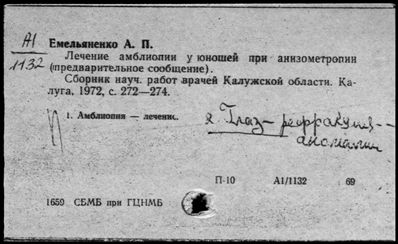 А1
1132
Емельяненко А. П.
Лечение амблиопии у юношей при анизометропии
(предварительное сообщение).
Сборник науч. работ врачей Калужской области. Ка-
луга, 1972, с. 272—274.
1. Амблиопия — лечение.
Глаз — рефракция —
аномалии
П-10 А1/1132 69
1659 СБМБ при ГЦНМБ